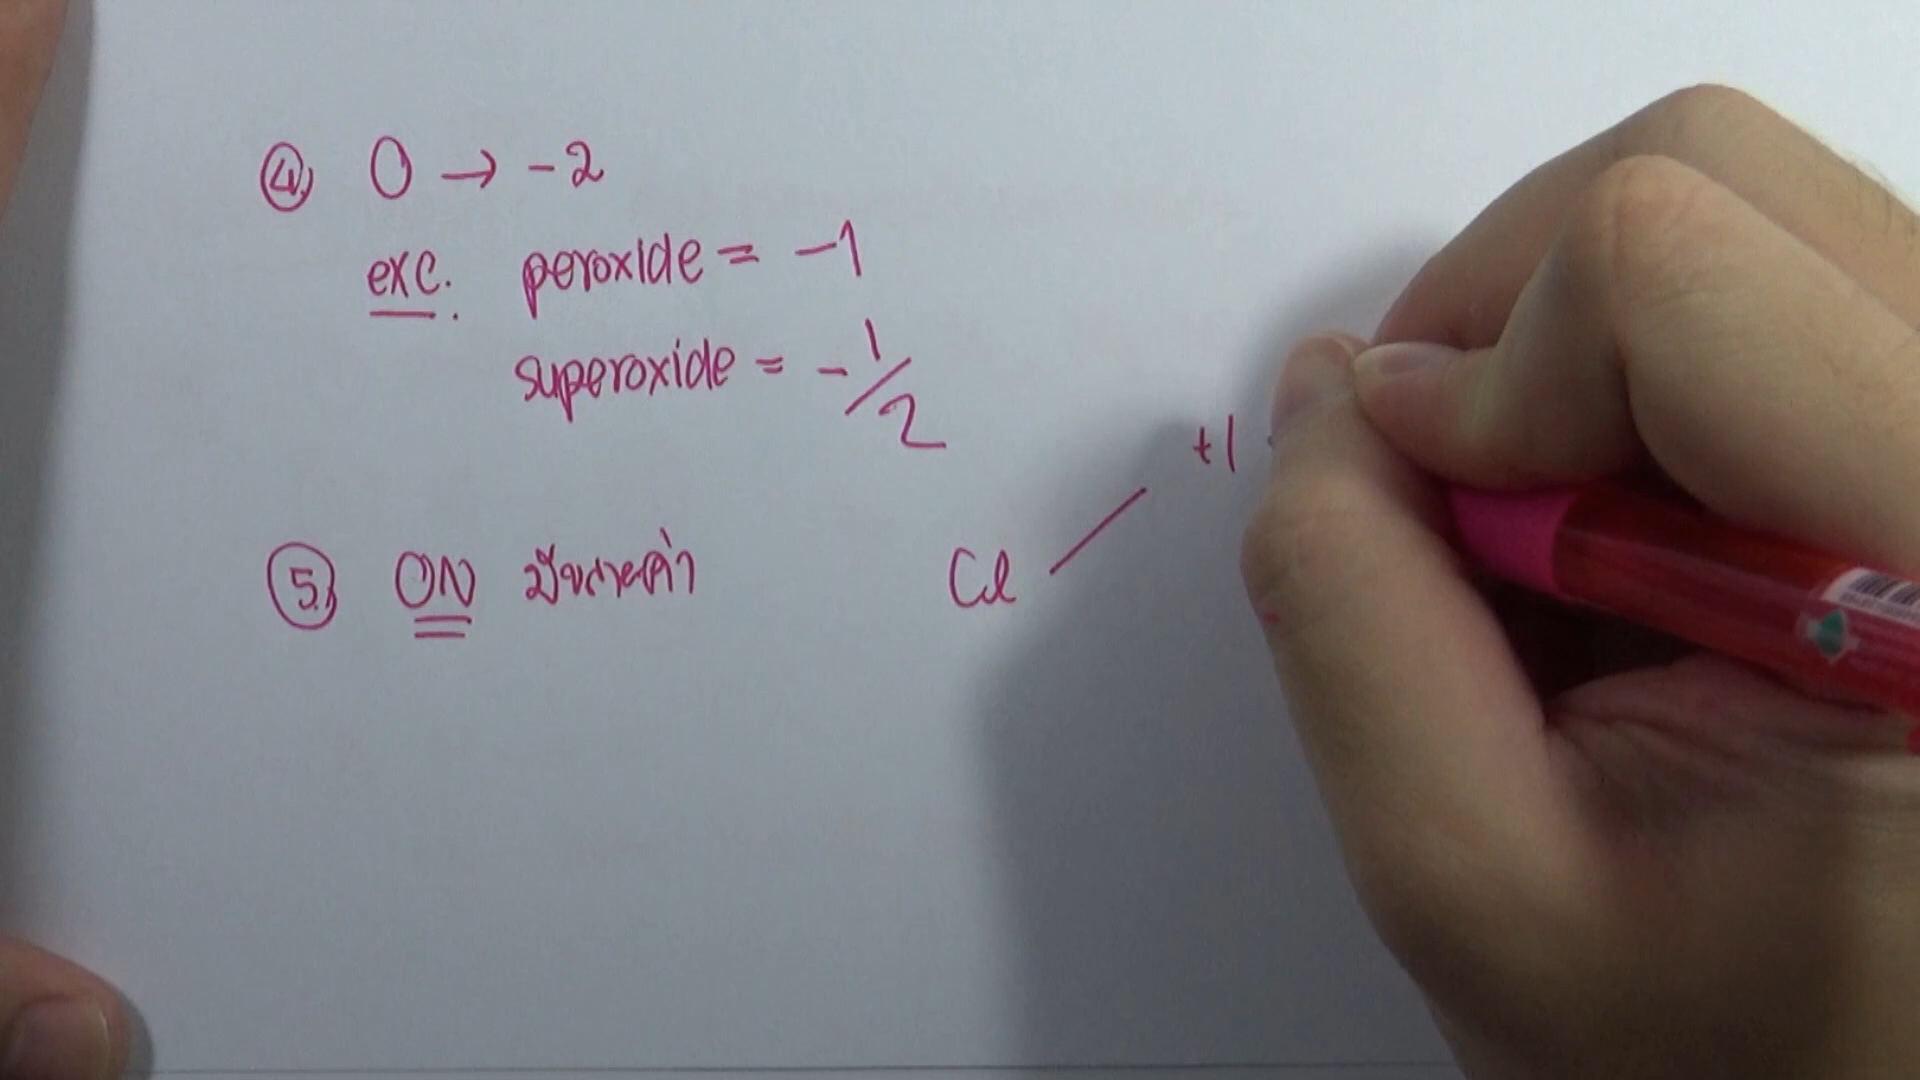 ④ O → -2
exc. peroxide = -1
superoxide = -1/2
+1
⑤ ON มีหลายค่า Cl